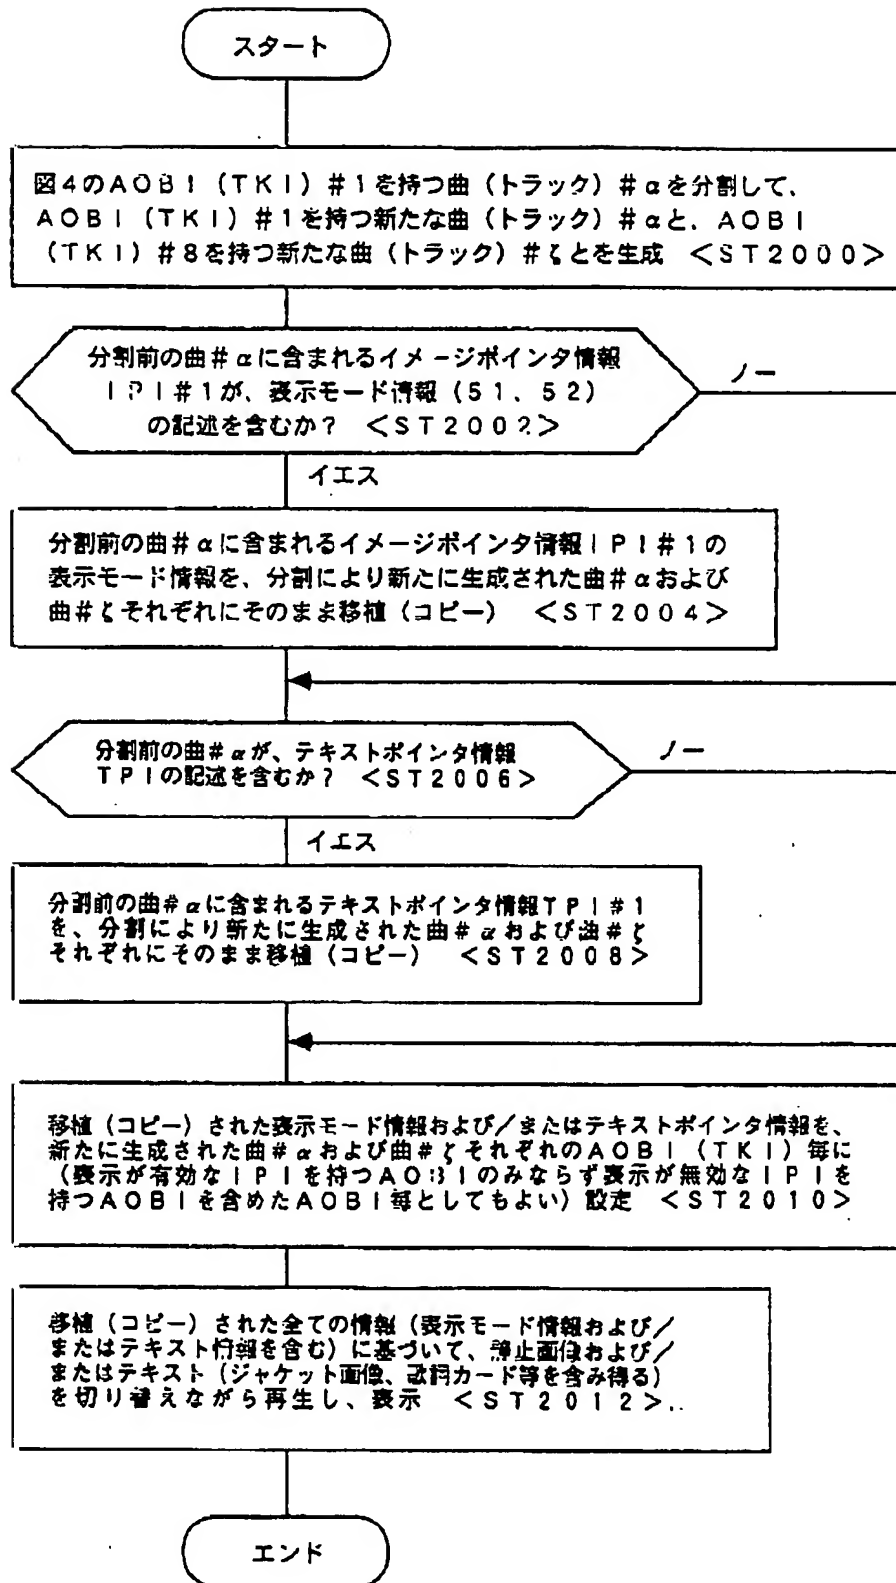 スタート
図4のAOBI(TKI)#1を持つ曲(トラック)#αを分割して、
AOBI(TKI)#1を持つ新たな曲(トラック)#αと、AOBI
(TKI)#8を持つ新たな曲(トラック)#ζとを生成 <ST2000>
分割前の曲#αに含まれるイメージポインタ情報
IPI#1が、表示モード情報(51、52)
の記述を含むか? <ST2002>
ノー
イエス
分割前の曲#αに含まれるイメージポインタ情報IPI#1の
表示モード情報を、分割により新たに生成された曲#αおよび
曲#ζそれぞれにそのまま移植(コピー) <ST2004>
分割前の曲#αが、テキストポインタ情報
TPIの記述を含むか? <ST2006>
ノー
イエス
分割前の曲#αに含まれるテキストポインタ情報TPI#1
を、分割により新たに生成された曲#αおよび曲#ζ
それぞれにそのまま移植(コピー) <ST2008>
移植(コピー)された表示モード情報および/またはテキストポインタ情報を、
新たに生成された曲#αおよび曲#ζそれぞれのAOBI(TKI)毎に
(表示が有効なIPIを持つAOBIのみならず表示が無効なIPIを
持つAOBIを含めたAOBI毎としてもよい)設定 <ST2010>
移植(コピー)された全ての情報(表示モード情報および/
またはテキスト情報を含む)に基づいて、静止画像および/
またはテキスト(ジャケット画像、歌詞カード等を含み得る)
を切り替えながら再生し、表示 <ST2012>
エンド